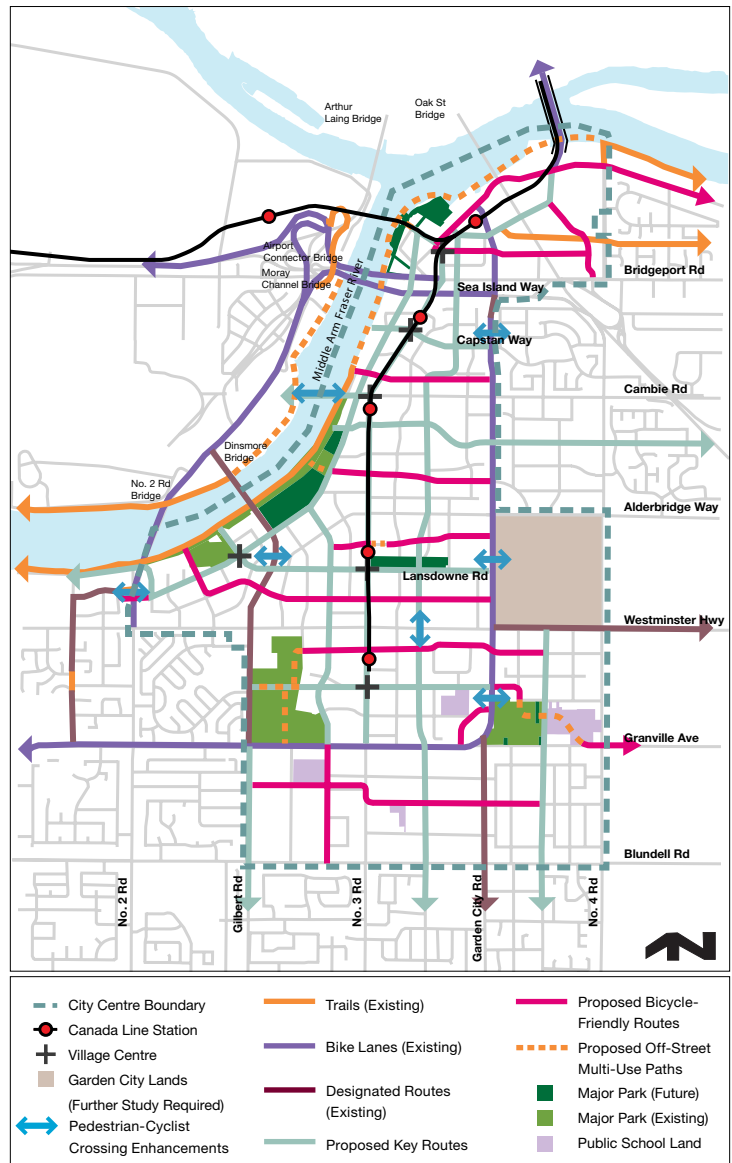 Arthur
Laing Bridge
Oak St
Bridge
Airport
Connector Bridge
Moray
Channel Bridge
Middle Arm Fraser River
Bridgeport Rd
Sea Island Way
Capstan Way
Cambie Rd
Dinsmore
Bridge
No. 2 Rd
Bridge
Alderbridge Way
Lansdowne Rd
Westminster Hwy
Granville Ave
Blundell Rd
No. 2 Rd
Gilbert Rd
No. 3 Rd
Garden City Rd
No. 4 Rd
N
City Centre Boundary
Canada Line Station
Village Centre
Garden City Lands
(Further Study Required)
Pedestrian-Cyclist
Crossing Enhancements
Trails (Existing)
Bike Lanes (Existing)
Designated Routes
(Existing)
Proposed Key Routes
Proposed Bicycle-
Friendly Routes
Proposed Off-Street
Multi-Use Paths
Major Park (Future)
Major Park (Existing)
Public School Land